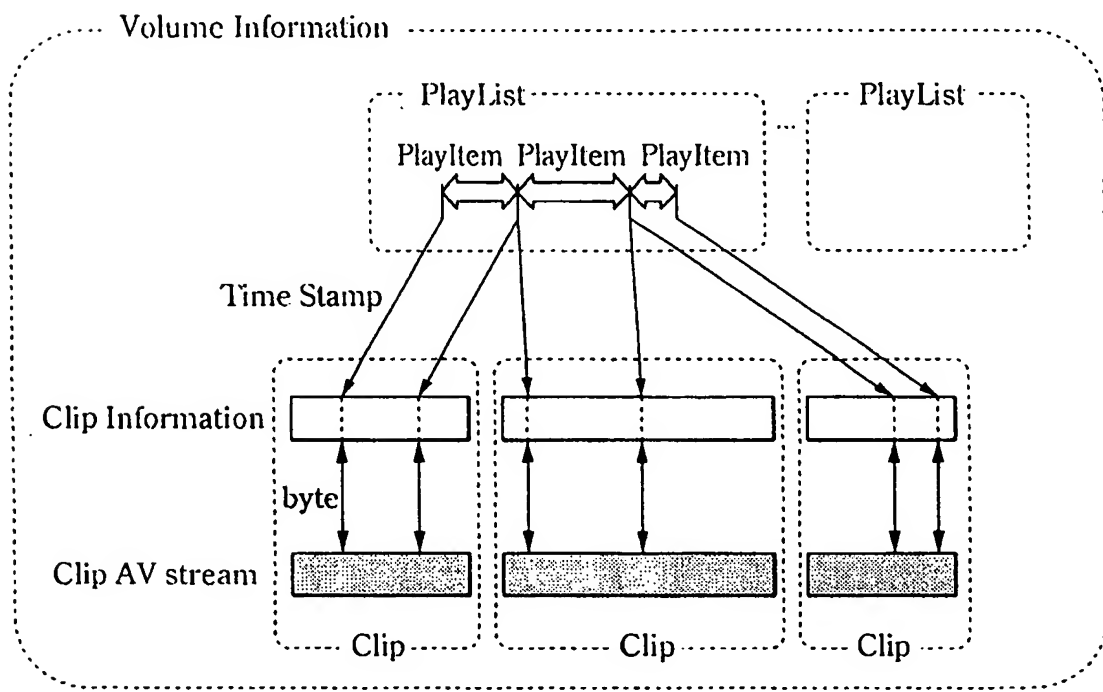 Volume Information
PlayList
PlayList
...
PlayItem PlayItem PlayItem
Time Stamp
Clip Information
byte
Clip AV stream
Clip
Clip
Clip